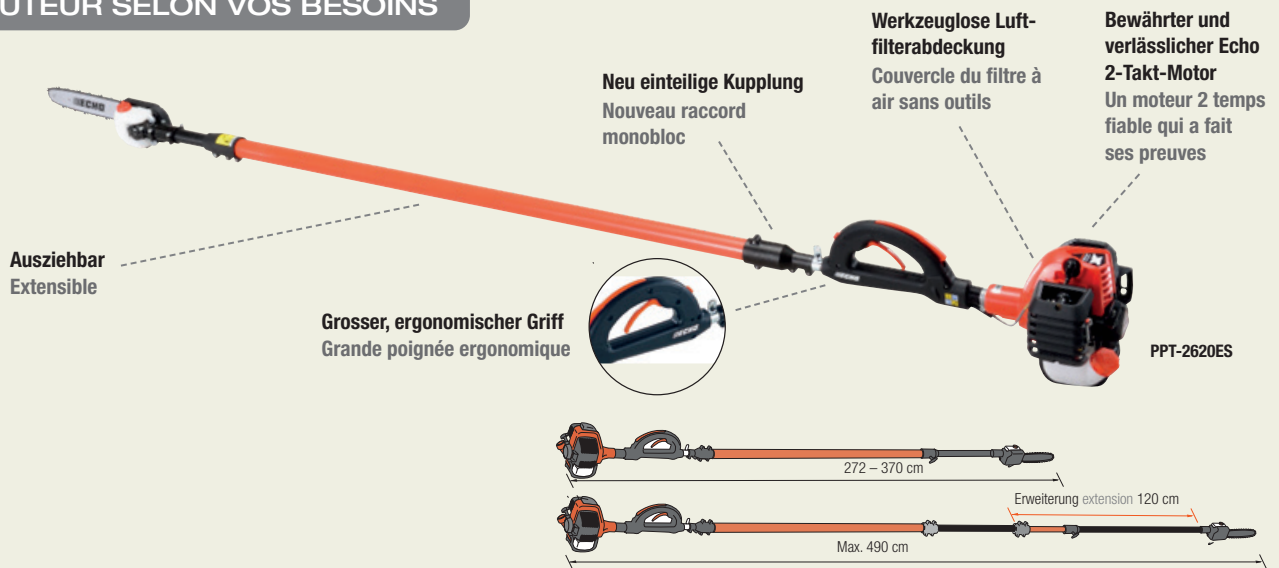 UTEUR SELON VOS BESOINS
Werkzeuglose Luft-
filterabdeckung
Couvercle du filtre à
air sans outils
Bewährter und
verlässlicher Echo
2-Takt-Motor
Un moteur 2 temps
fiable qui a fait
ses preuves
Neu einteilige Kupplung
Nouveau raccord
monobloc
ECHO
Ausziehbar
Extensible
Grosser, ergonomischer Griff
Grande poignée ergonomique
ECHO
ECHO
PPT-2620ES
272 – 370 cm
Erweiterung extension 120 cm
Max. 490 cm